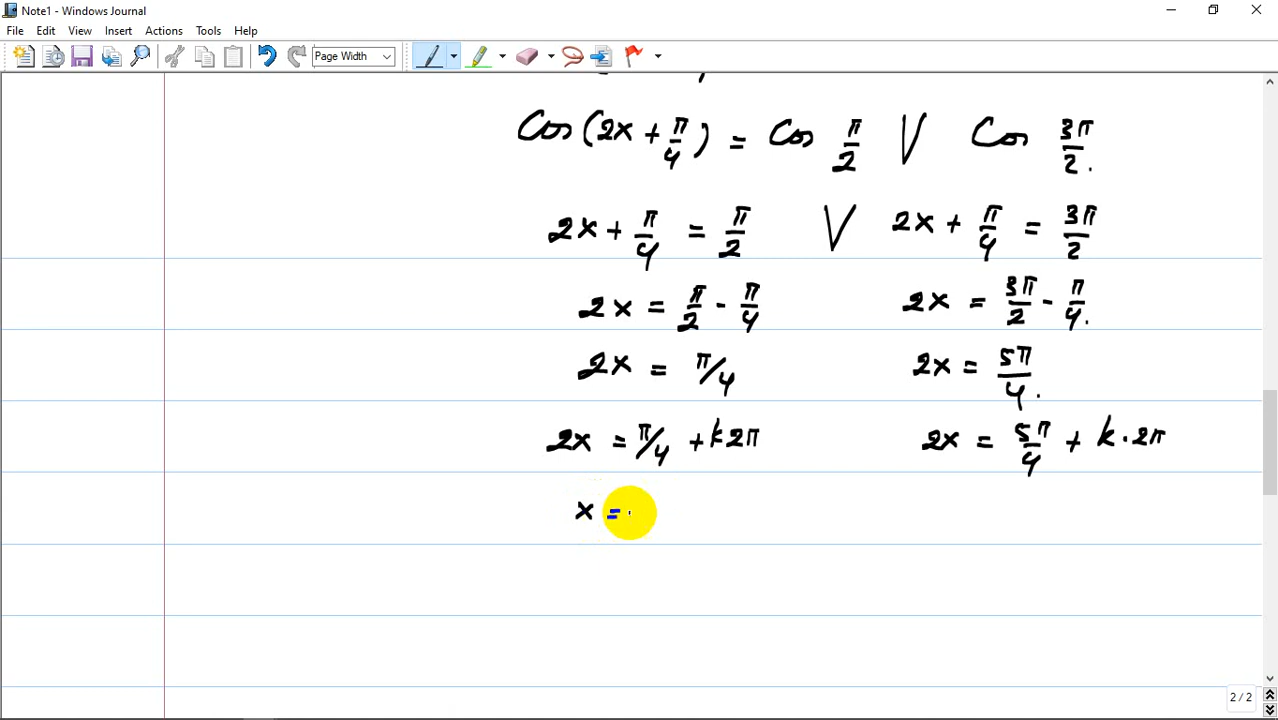 Note1 - Windows Journal
File Edit View Insert Actions Tools Help
Page Width
Cos(2x + π/4) = Cos π/2 V Cos 3π/2.
2x + π/4 = π/2 V 2x + π/4 = 3π/2
2x = π/2 - π/4 2x = 3π/2 - π/4.
2x = π/4 2x = 5π/4.
2x = π/4 + k2π 2x = 5π/4 + k·2π
x =
2 / 2